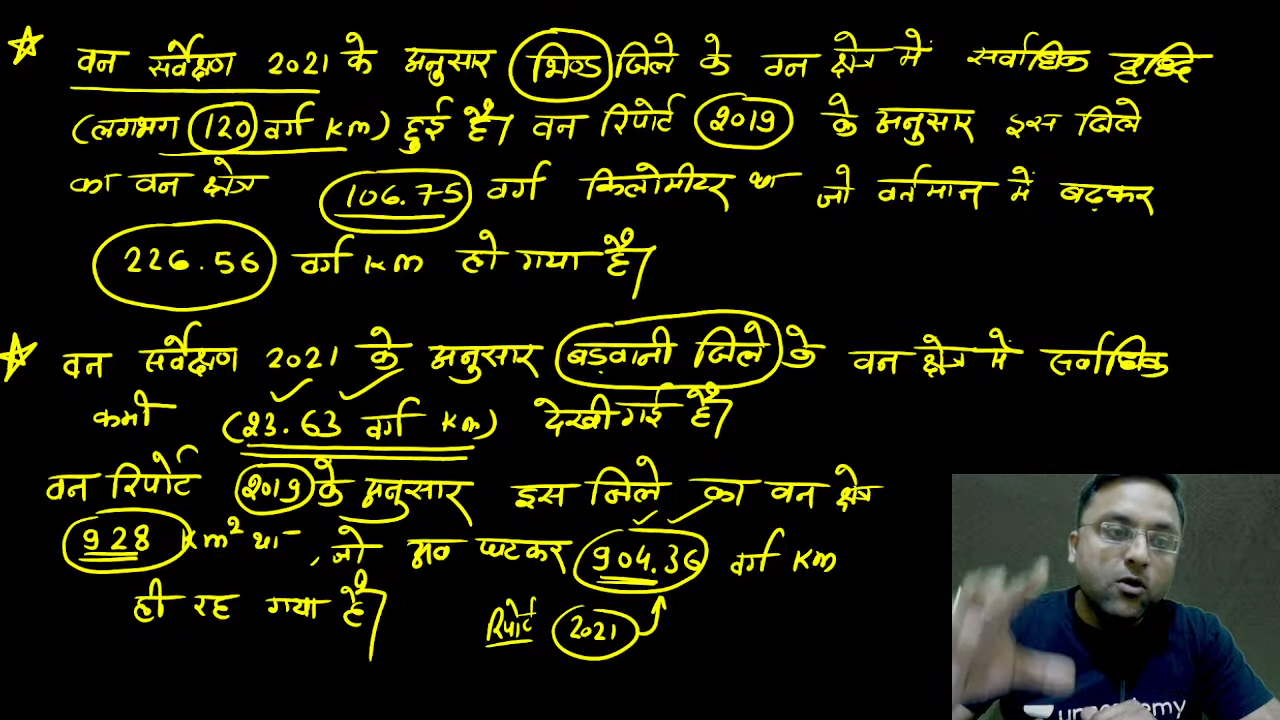 वन सर्वेक्षण 2021 के अनुसार भिण्ड जिले के वन क्षेत्र में सर्वाधिक वृद्धि
(लगभग 120 वर्ग Km) हुई है। वन रिपोर्ट 2019 के अनुसार इस जिले
का वन क्षेत्र 106.75 वर्ग किलोमीटर था जो वर्तमान में बढ़कर
226.56 वर्ग Km हो गया है।
वन सर्वेक्षण 2021 के अनुसार बड़वानी जिले के वन क्षेत्र में सर्वाधिक
कमी (23.63 वर्ग Km) देखी गई है।
वन रिपोर्ट 2019 के अनुसार इस जिले का वन क्षेत्र
928 Km² था, जो अब घटकर 904.36 वर्ग Km
ही रह गया है।
रिपोर्ट 2021